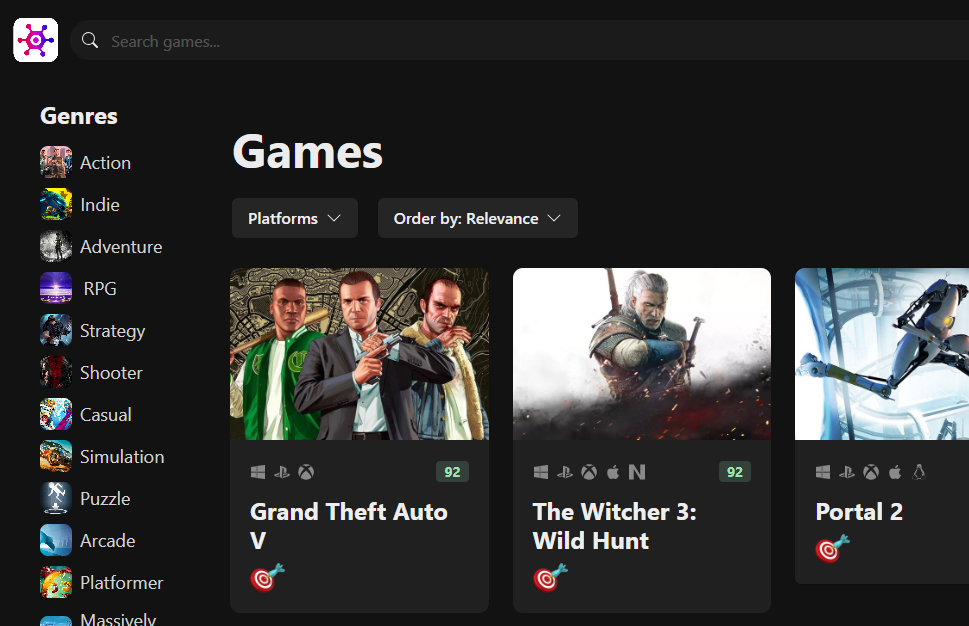 Search games...
Genres
Action
Indie
Adventure
RPG
Strategy
Shooter
Casual
Simulation
Puzzle
Arcade
Platformer
Massively
Games
Platforms
Order by: Relevance
92
Grand Theft Auto
V
92
The Witcher 3:
Wild Hunt
Portal 2